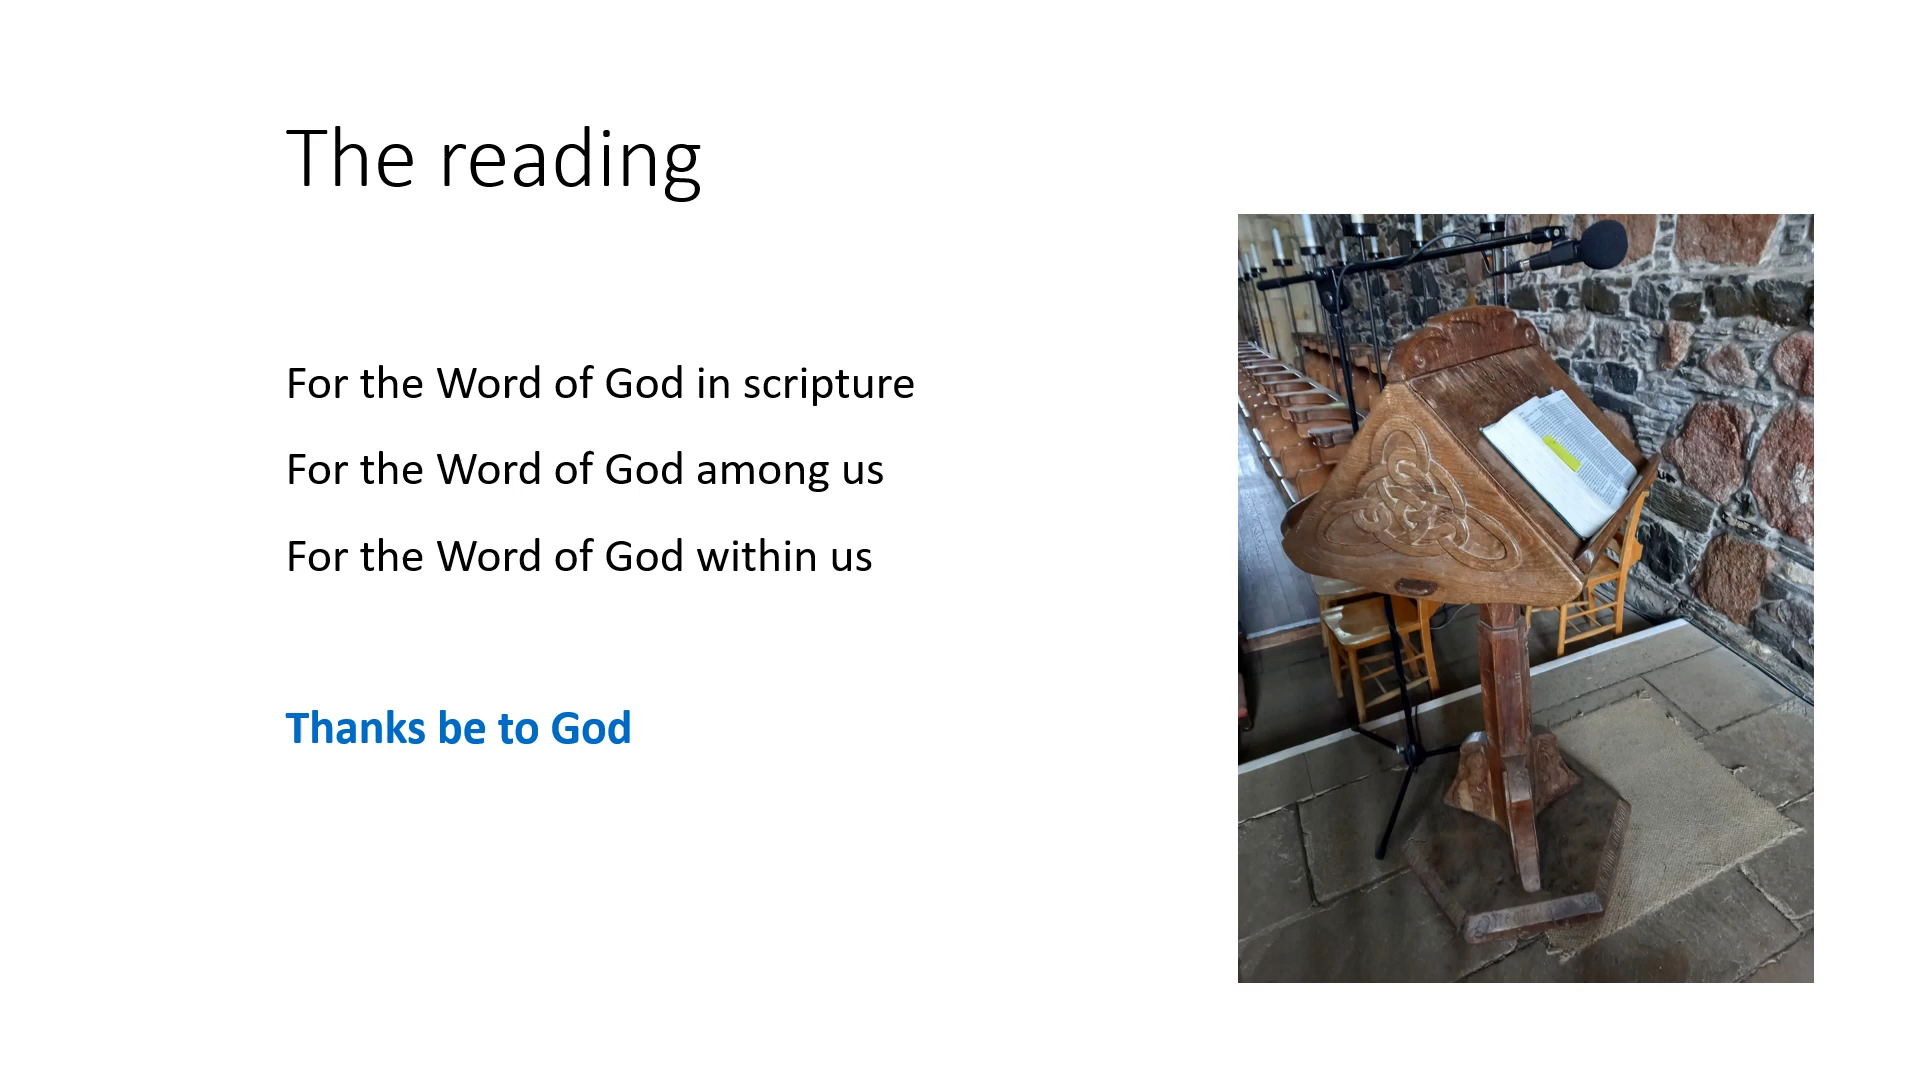 The reading
For the Word of God in scripture
For the Word of God among us
For the Word of God within us
Thanks be to God